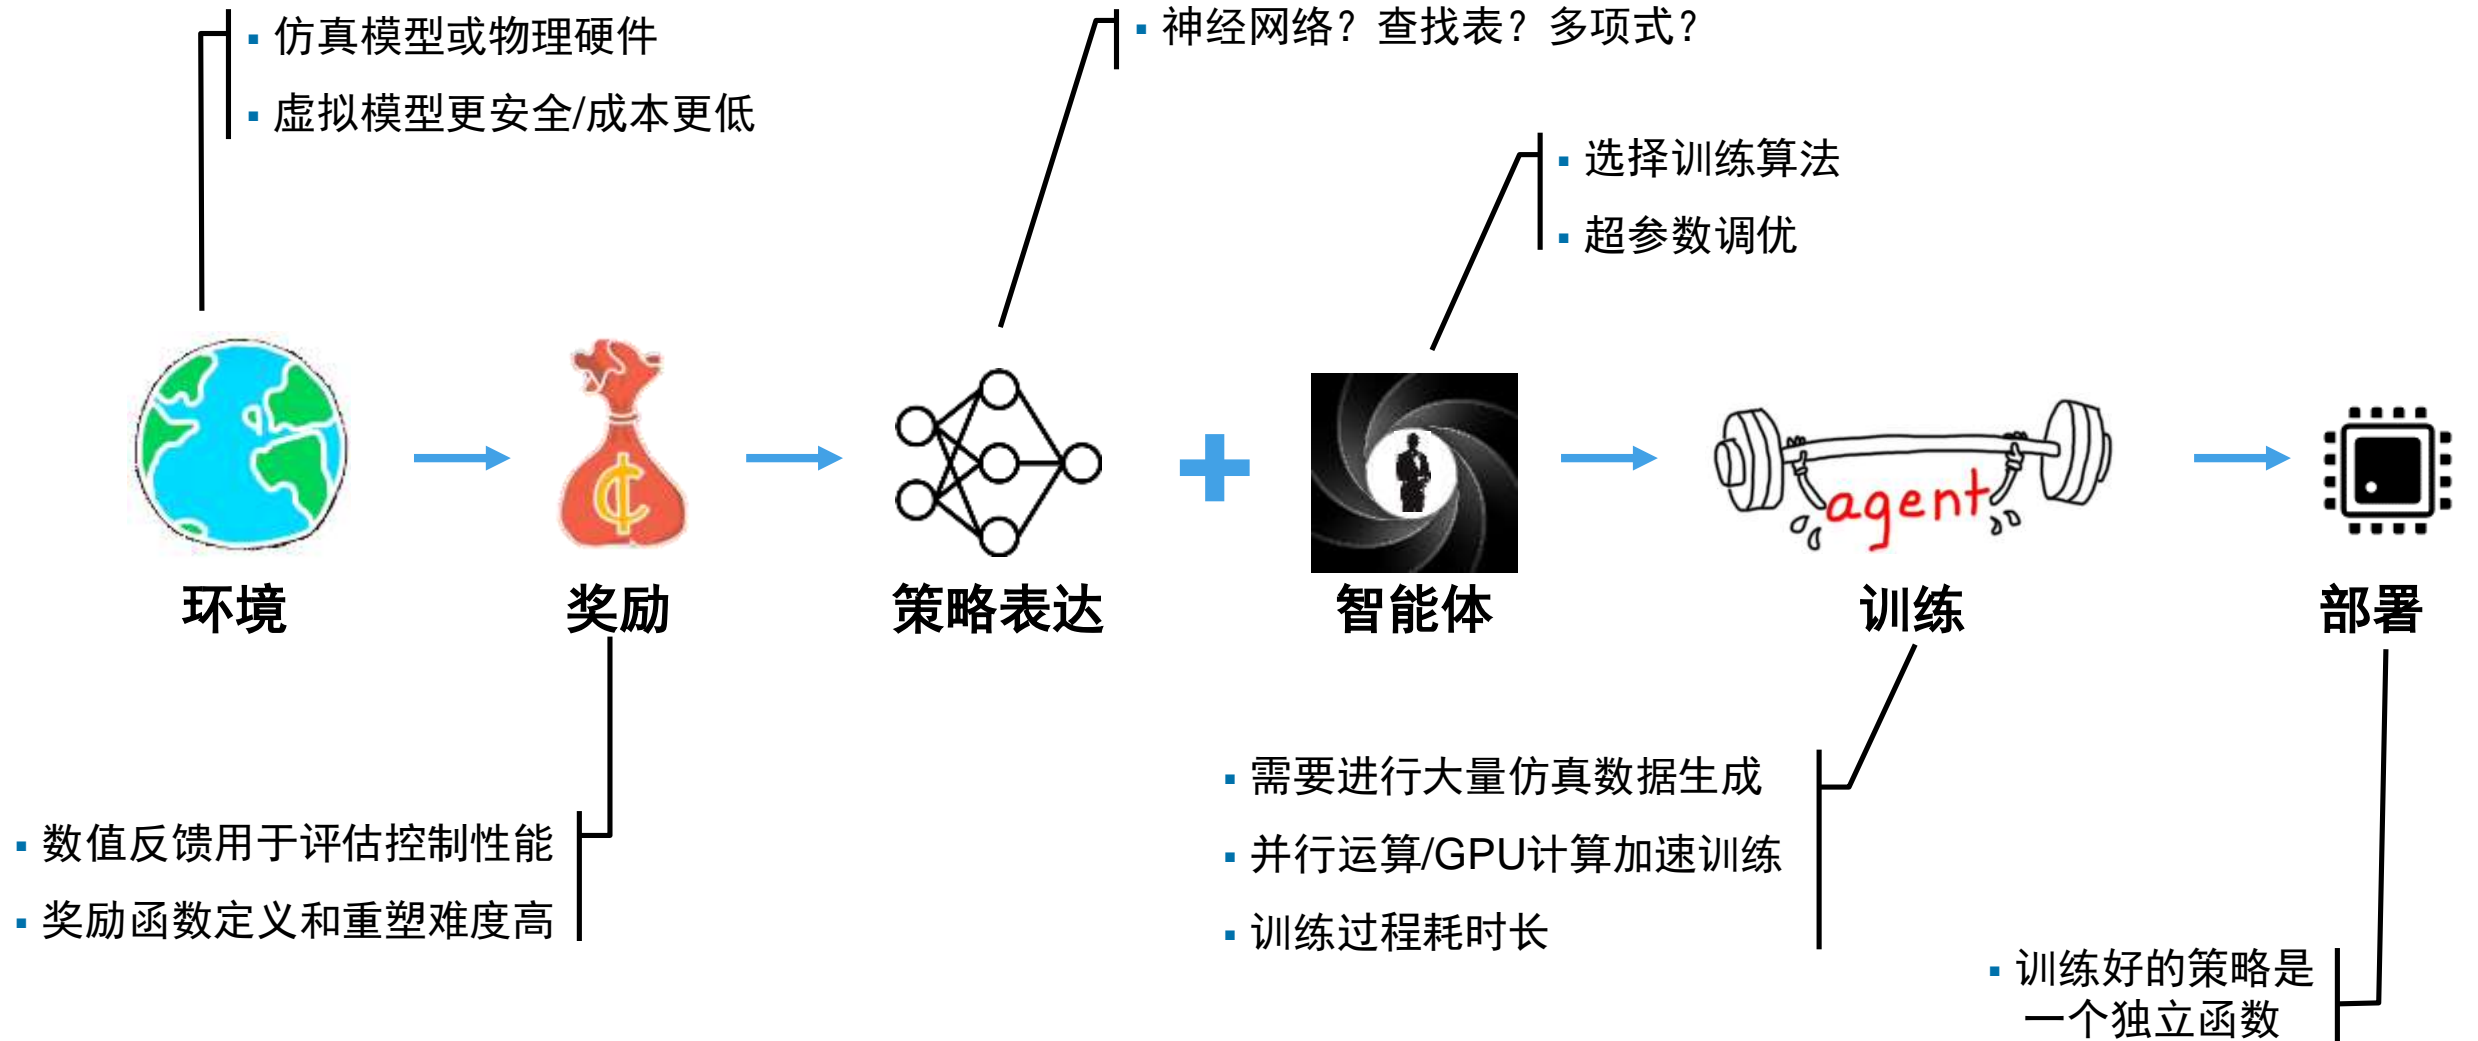 仿真模型或物理硬件
虚拟模型更安全/成本更低
神经网络？查找表？多项式？
选择训练算法
超参数调优
¢
agent
环境
奖励
策略表达
智能体
训练
部署
数值反馈用于评估控制性能
奖励函数定义和重塑难度高
需要进行大量仿真数据生成
并行运算/GPU计算加速训练
训练过程耗时长
训练好的策略是
一个独立函数